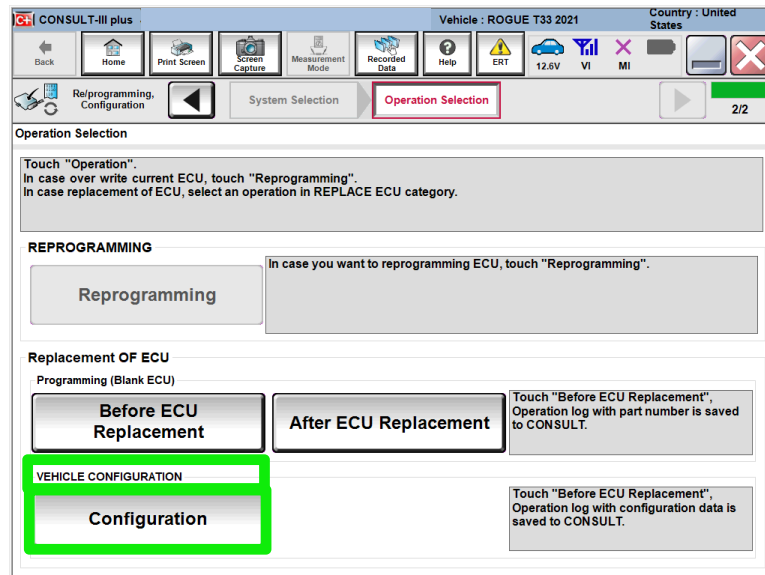 C+ CONSULT-III plus
Vehicle : ROGUE T33 2021
Country : United
States
Back
Home
Print Screen
Screen
Capture
Measurement
Mode
Recorded
Data
Help
ERT
12.6V
VI
MI
Re/programming,
Configuration
System Selection
Operation Selection
2/2
Operation Selection
Touch "Operation".
In case over write current ECU, touch "Reprogramming".
In case replacement of ECU, select an operation in REPLACE ECU category.
REPROGRAMMING
Reprogramming
In case you want to reprogramming ECU, touch "Reprogramming".
Replacement OF ECU
Programming (Blank ECU)
Before ECU
Replacement
After ECU Replacement
Touch "Before ECU Replacement",
Operation log with part number is saved
to CONSULT.
VEHICLE CONFIGURATION
Configuration
Touch "Before ECU Replacement",
Operation log with configuration data is
saved to CONSULT.